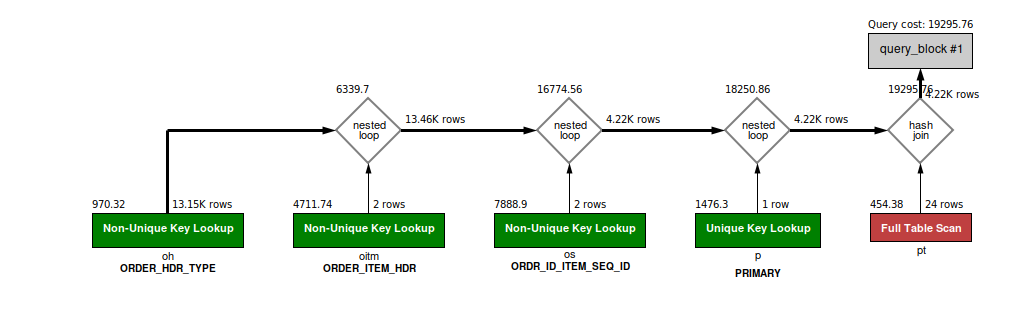 Query cost: 19295.76
query_block #1
6339.7
16774.56
18250.86
19295.76
4.22K rows
nested
loop
13.46K rows
nested
loop
4.22K rows
nested
loop
4.22K rows
hash
join
970.32
13.15K rows
4711.74
2 rows
7888.9
2 rows
1476.3
1 row
454.38
24 rows
Non-Unique Key Lookup
Non-Unique Key Lookup
Non-Unique Key Lookup
Unique Key Lookup
Full Table Scan
oh
ORDER_HDR_TYPE
oitm
ORDER_ITEM_HDR
os
ORDR_ID_ITEM_SEQ_ID
p
PRIMARY
pt